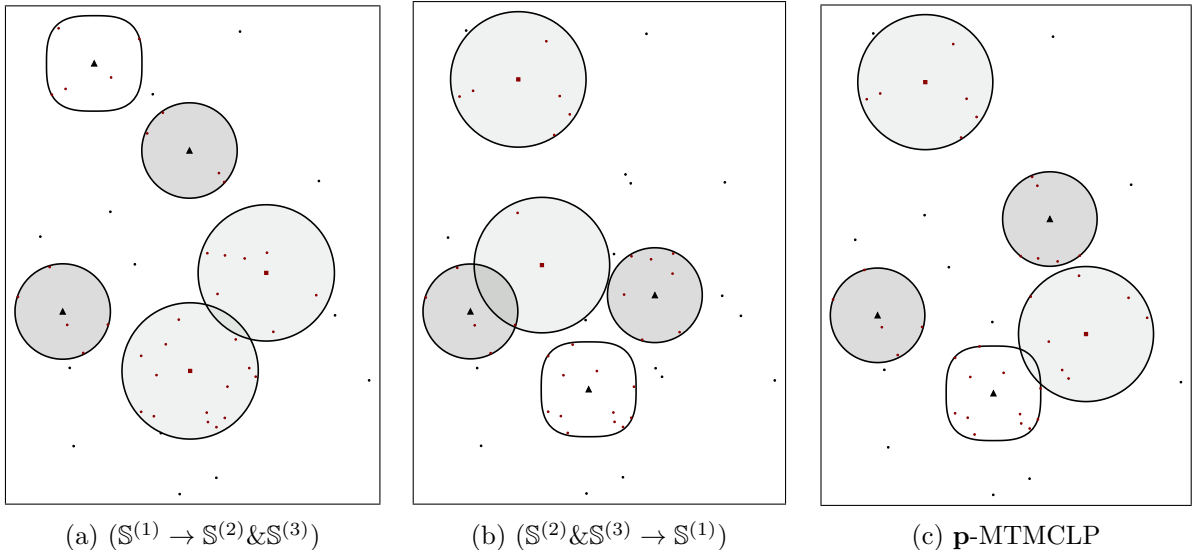 (a) (𝕊⁽¹⁾ → 𝕊⁽²⁾&𝕊⁽³⁾)
(b) (𝕊⁽²⁾&𝕊⁽³⁾ → 𝕊⁽¹⁾)
(c) p-MTMCLP